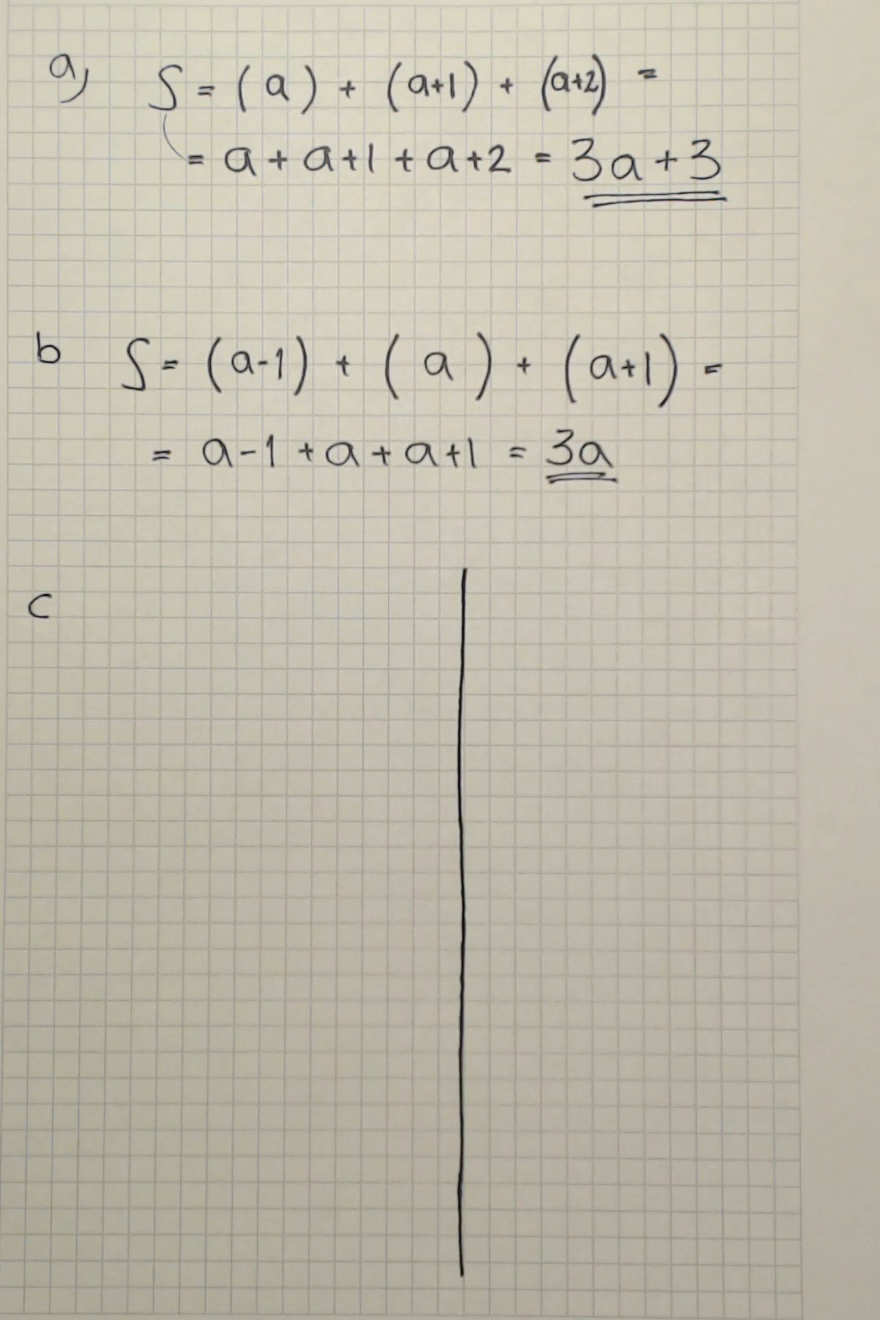 a) S = (a) + (a+1) + (a+2) =
= a + a+1 + a+2 = 3a+3
b S = (a-1) + (a) + (a+1) =
= a-1 + a + a+1 = 3a
c